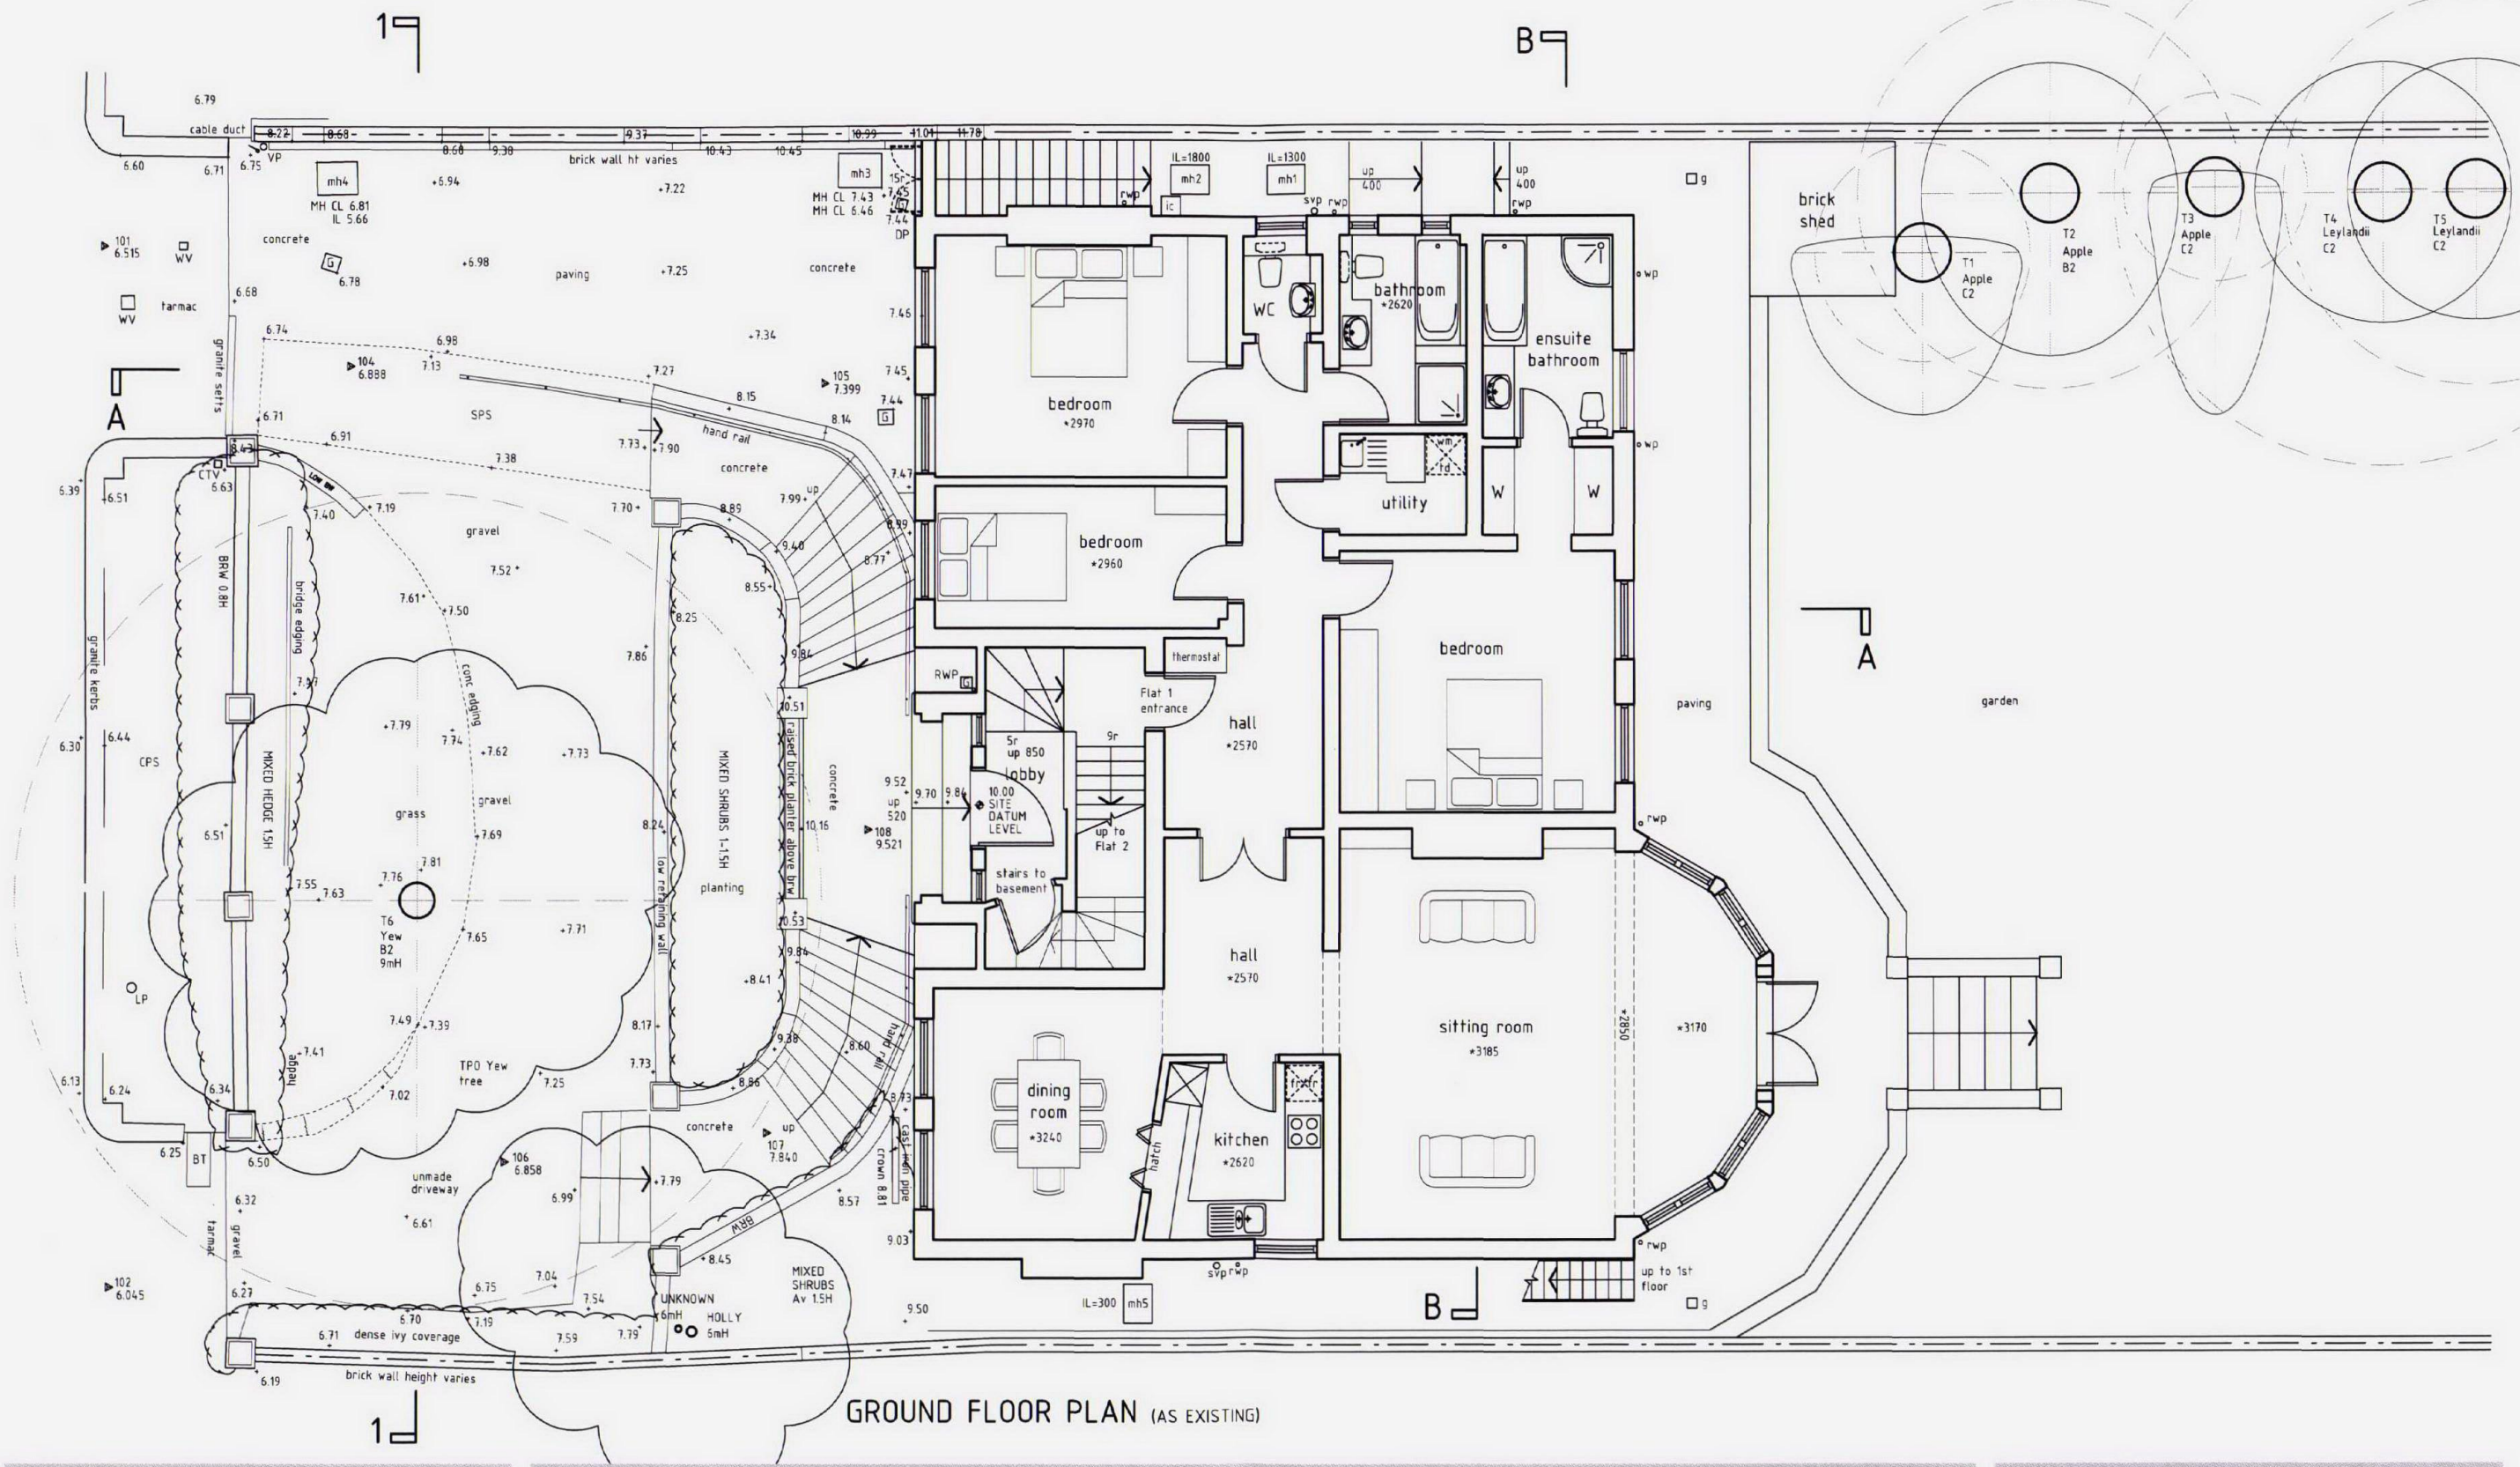 1
B
6.79
cable duct
8.22
8.68
9.37
10.99
11.01
11.78
6.60
6.71
6.75
VP
8.68
9.38
brick wall ht varies
10.43
10.45
mh4
MH CL 6.81
IL 5.66
+6.94
+7.22
mh3
MH CL 7.43
MH CL 6.46
15r
7.45
7.44
DP
G
rwp
IL=1800
mh2
ic
IL=1300
mh1
svp
rwp
up
400
up
400
rwp
g
brick
shed
T1
Apple
C2
T2
Apple
B2
T3
Apple
C2
T4
Leylandii
C2
T5
Leylandii
C2
101
6.515
WV
WV
tarmac
concrete
G
6.78
+6.98
paving
+7.25
concrete
6.68
granite setts
6.74
6.98
7.13
104
6.888
+7.34
7.27
105
7.399
7.46
7.45
7.44
G
8.15
8.14
hand rail
SPS
6.71
6.91
7.38
7.73
7.90
concrete
7.47
A
8.43
CTV
6.63
LOW BW
7.40
7.19
6.39
6.51
gravel
7.52
7.70
8.89
7.99
up
9.40
8.99
8.77
8.55
8.25
7.61
7.50
BRW 0.8H
bridge edging
granite kerbs
conc edging
7.86
9.84
10.51
6.30
6.44
CPS
+7.79
7.74
+7.62
+7.73
MIXED HEDGE 1.5H
grass
gravel
7.69
6.51
7.81
7.76
7.55
7.63
T6
Yew
B2
9mH
7.65
+7.71
8.24
low retaining wall
MIXED SHRUBS 1-1.5H
planting
raised brick planter above brw
concrete
10.16
108
9.521
9.52
up
520
9.70
9.84
10.53
9.84
+8.41
LP
7.49
7.39
8.17
7.73
9.38
8.60
hand rail
8.86
8.73
6.13
6.24
6.34
hedge
+7.41
7.02
TPO Yew
tree
7.25
concrete
up
107
7.840
cast iron pipe
crown 8.81
6.25
BT
6.50
106
6.858
unmade
driveway
6.99
+7.79
8.57
BRW
9.03
6.32
tarmac
gravel
6.61
+8.45
102
6.045
6.27
6.75
7.04
7.54
UNKNOWN
6mH
HOLLY
6mH
MIXED
SHRUBS
Av 1.5H
9.50
6.70
7.19
6.71
dense ivy coverage
7.59
7.79
6.19
brick wall height varies
bedroom
*2970
WC
bathroom
*2620
ensuite
bathroom
wp
wp
wm
td
utility
W
W
bedroom
*2960
bedroom
thermostat
RWP
G
Flat 1
entrance
hall
*2570
5r
up 850
lobby
10.00
SITE
DATUM
LEVEL
9r
up to
Flat 2
stairs to
basement
hall
*2570
rwp
paving
garden
A
sitting room
*3185
*2850
*3170
dining
room
*3240
hatch
kitchen
*2620
fr/fr
svp
rwp
IL=300
mh5
rwp
up to 1st
floor
g
B
1
GROUND FLOOR PLAN (AS EXISTING)